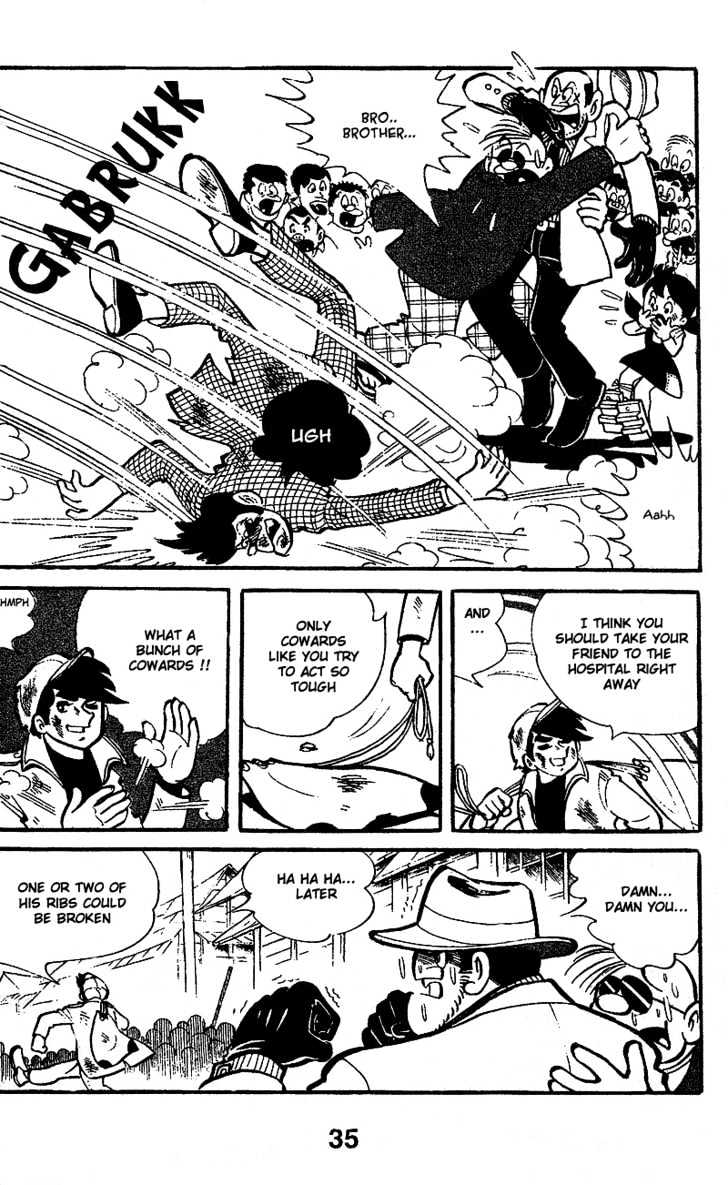 GABRUKK
BRO..
BROTHER...
UGH
Aahh
HMPH
WHAT A
BUNCH OF
COWARDS !!
ONLY
COWARDS
LIKE YOU TRY
TO ACT SO
TOUGH
AND
...
I THINK YOU
SHOULD TAKE YOUR
FRIEND TO THE
HOSPITAL RIGHT
AWAY
ONE OR TWO OF
HIS RIBS COULD
BE BROKEN
HA HA HA...
LATER
DAMN...
DAMN YOU...
35